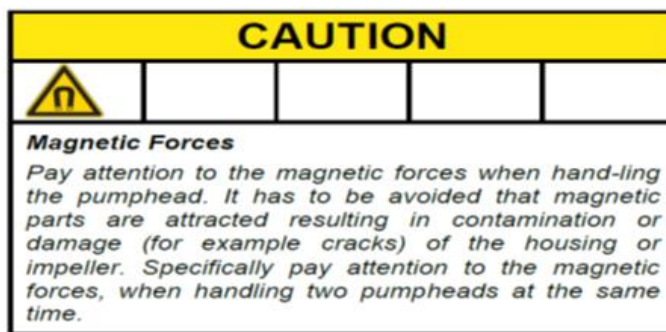 CAUTION
Magnetic Forces
Pay attention to the magnetic forces when hand-ling
the pumphead. It has to be avoided that magnetic
parts are attracted resulting in contamination or
damage (for example cracks) of the housing or
impeller. Specifically pay attention to the magnetic
forces, when handling two pumpheads at the same
time.